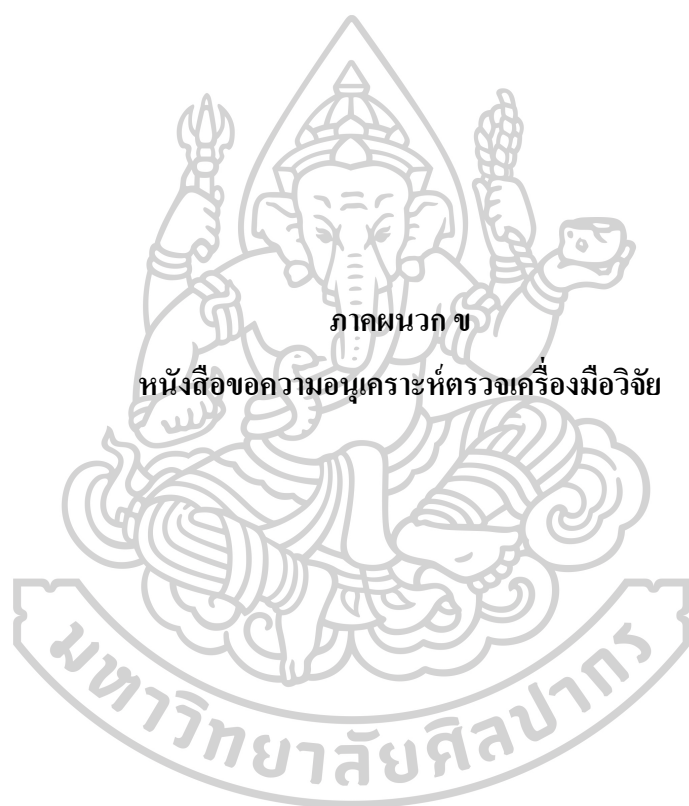 ภาคผนวก ข
หนังสือขอความอนุเคราะห์ตรวจเครื่องมือวิจัย
มหาวิทยาลัยศิลปากร